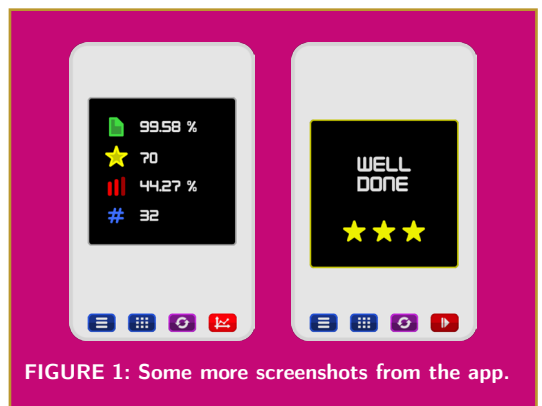 99.58 %
70
44.27 %
# 32
WELL
DONE
FIGURE 1: Some more screenshots from the app.